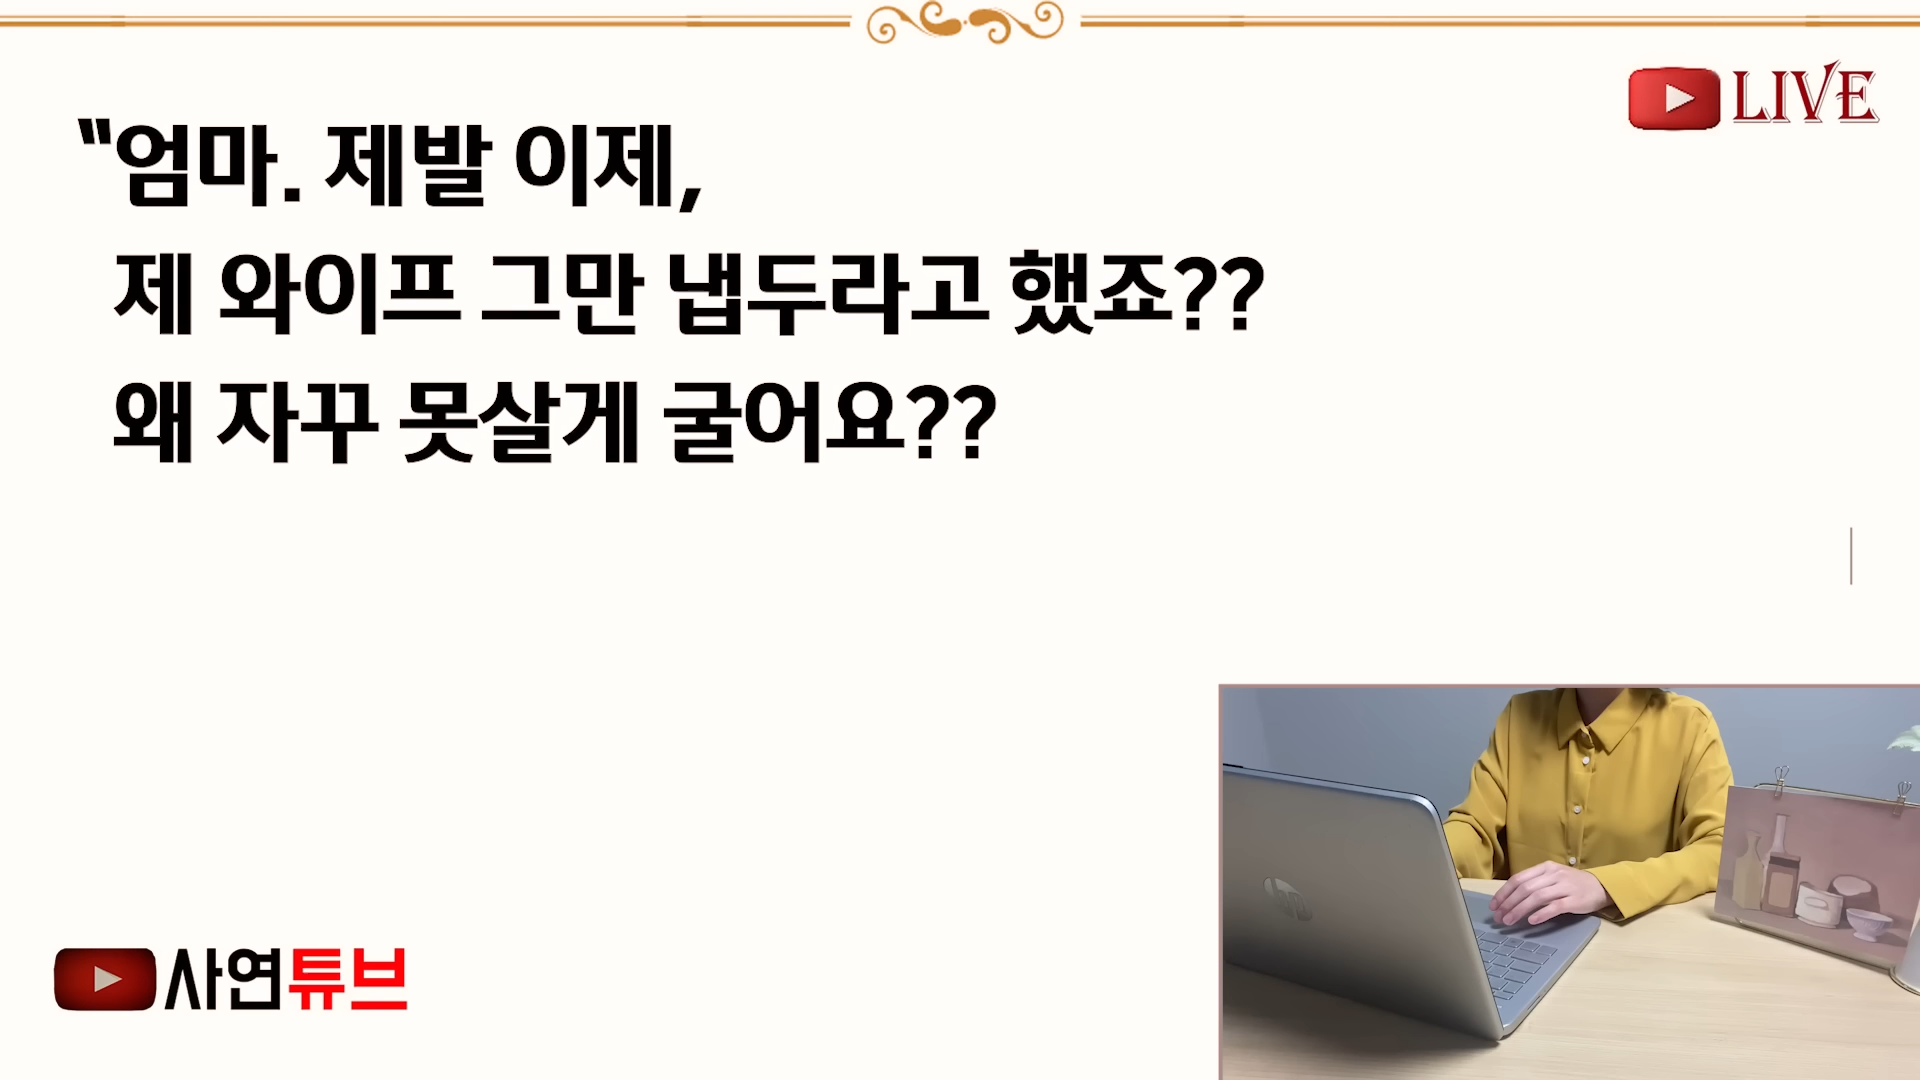 LIVE
“엄마. 제발 이제,
제 와이프 그만 냅두라고 했죠??
왜 자꾸 못살게 굴어요??
사연튜브
hp